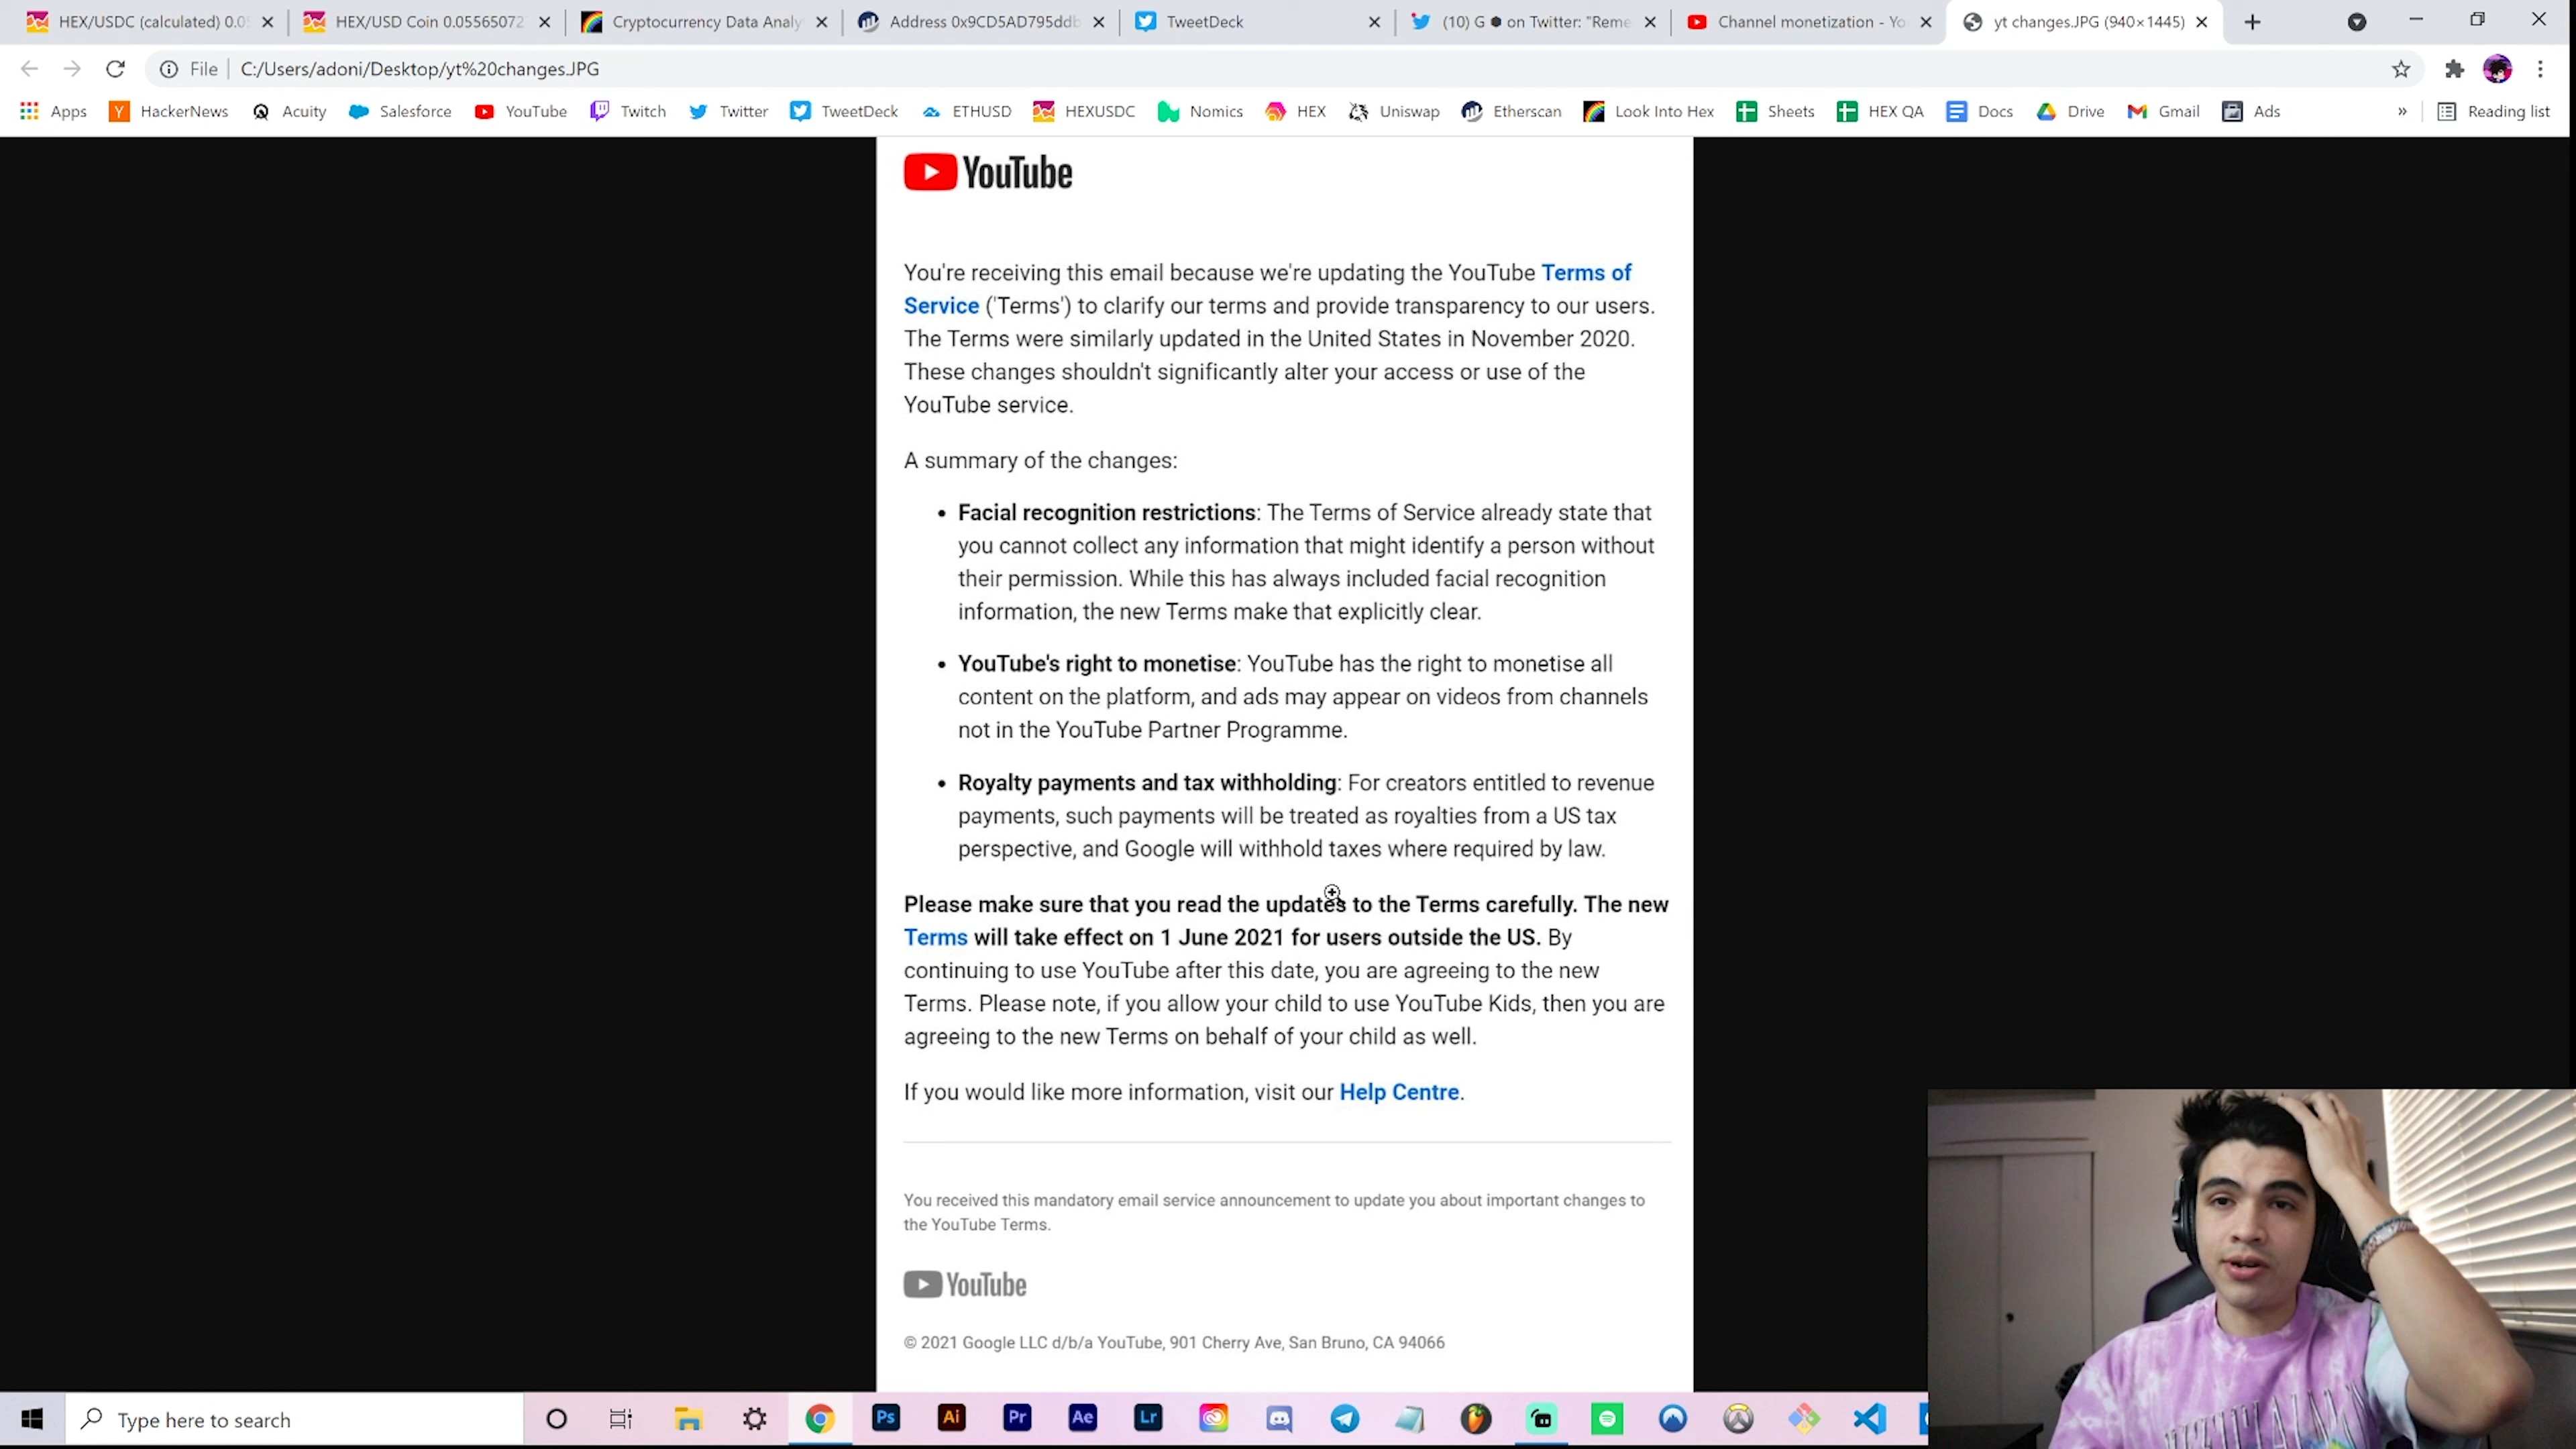 HEX/USDC (calculated) 0.05
HEX/USD Coin 0.05565072
Cryptocurrency Data Analy
Address 0x9CD5AD795ddb
TweetDeck
(10) G ⬢ on Twitter: "Reme
Channel monetization - Yo
yt changes.JPG (940×1445)
File
C:/Users/adoni/Desktop/yt%20changes.JPG
Apps
HackerNews
Acuity
Salesforce
YouTube
Twitch
Twitter
TweetDeck
ETHUSD
HEXUSDC
Nomics
HEX
Uniswap
Etherscan
Look Into Hex
Sheets
HEX QA
Docs
Drive
Gmail
Ads
»
Reading list
YouTube
You're receiving this email because we're updating the YouTube Terms of
Service ('Terms') to clarify our terms and provide transparency to our users.
The Terms were similarly updated in the United States in November 2020.
These changes shouldn't significantly alter your access or use of the
YouTube service.
A summary of the changes:
• Facial recognition restrictions: The Terms of Service already state that
you cannot collect any information that might identify a person without
their permission. While this has always included facial recognition
information, the new Terms make that explicitly clear.
• YouTube's right to monetise: YouTube has the right to monetise all
content on the platform, and ads may appear on videos from channels
not in the YouTube Partner Programme.
• Royalty payments and tax withholding: For creators entitled to revenue
payments, such payments will be treated as royalties from a US tax
perspective, and Google will withhold taxes where required by law.
Please make sure that you read the updates to the Terms carefully. The new
Terms will take effect on 1 June 2021 for users outside the US. By
continuing to use YouTube after this date, you are agreeing to the new
Terms. Please note, if you allow your child to use YouTube Kids, then you are
agreeing to the new Terms on behalf of your child as well.
If you would like more information, visit our Help Centre.
You received this mandatory email service announcement to update you about important changes to
the YouTube Terms.
YouTube
© 2021 Google LLC d/b/a YouTube, 901 Cherry Ave, San Bruno, CA 94066
Type here to search
Ps
Ai
Pr
Ae
Lr